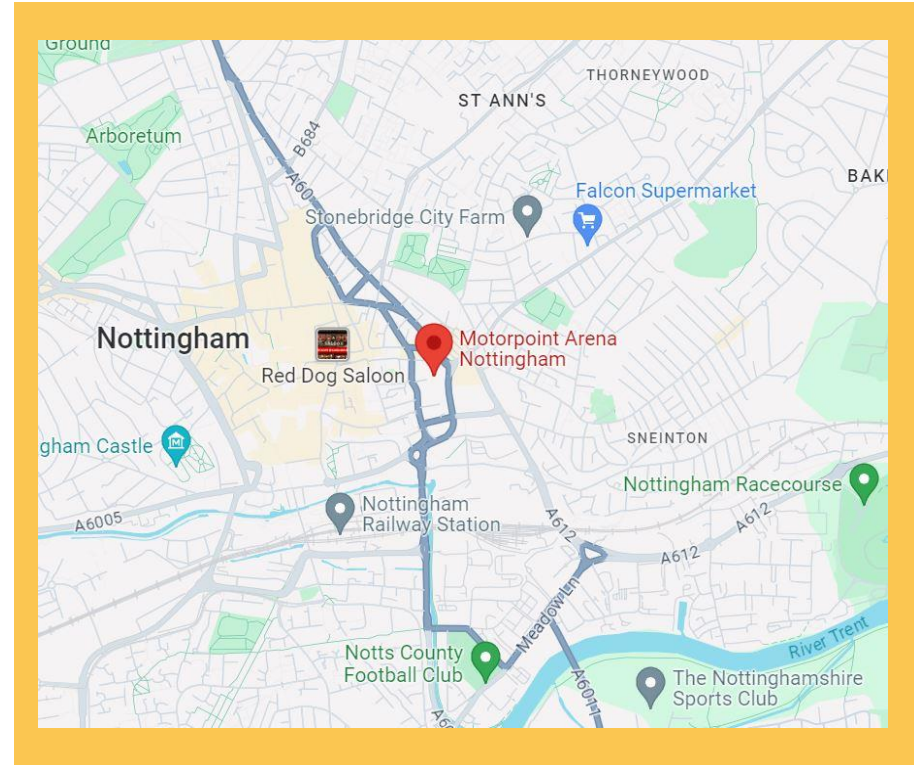 Ground
THORNEYWOOD
ST ANN'S
Arboretum
B684
A60
BAK
Falcon Supermarket
Stonebridge City Farm
Nottingham
Motorpoint Arena
Nottingham
Red Dog Saloon
SNEINTON
gham Castle
Nottingham Racecourse
Nottingham
Railway Station
A6005
A612
A612
A612
Meadow Ln
River Trent
Notts County
Football Club
A6011
The Nottinghamshire
Sports Club